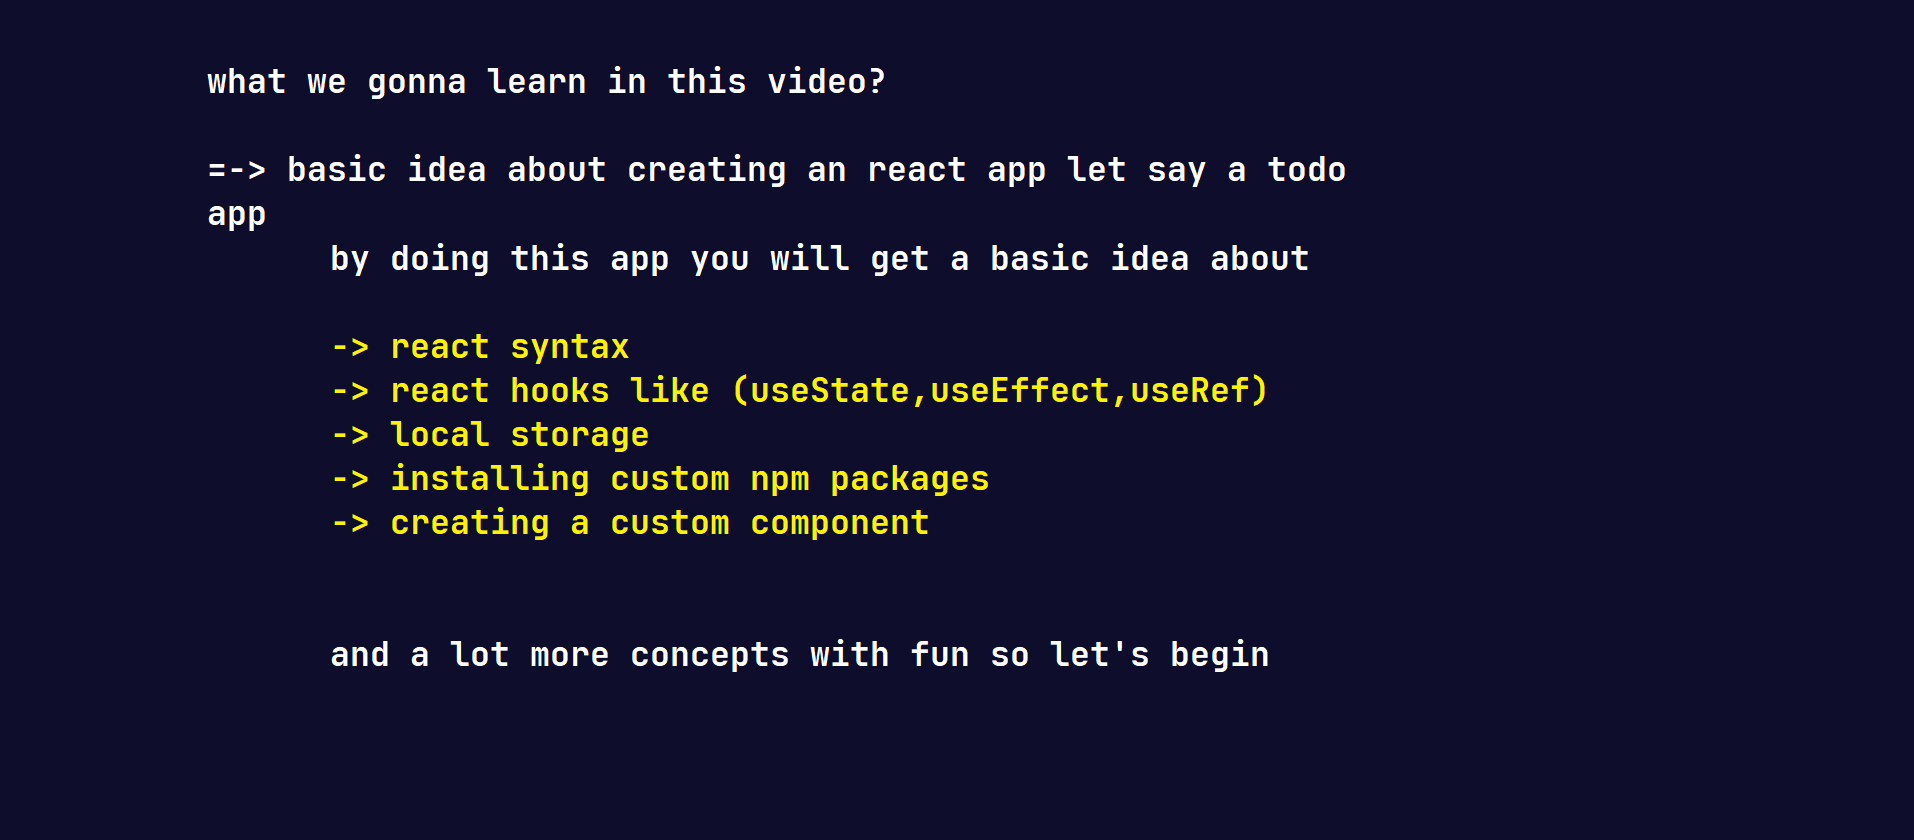 what we gonna learn in this video?
=-> basic idea about creating an react app let say a todo
app
by doing this app you will get a basic idea about
-> react syntax
-> react hooks like (useState,useEffect,useRef)
-> local storage
-> installing custom npm packages
-> creating a custom component
and a lot more concepts with fun so let's begin